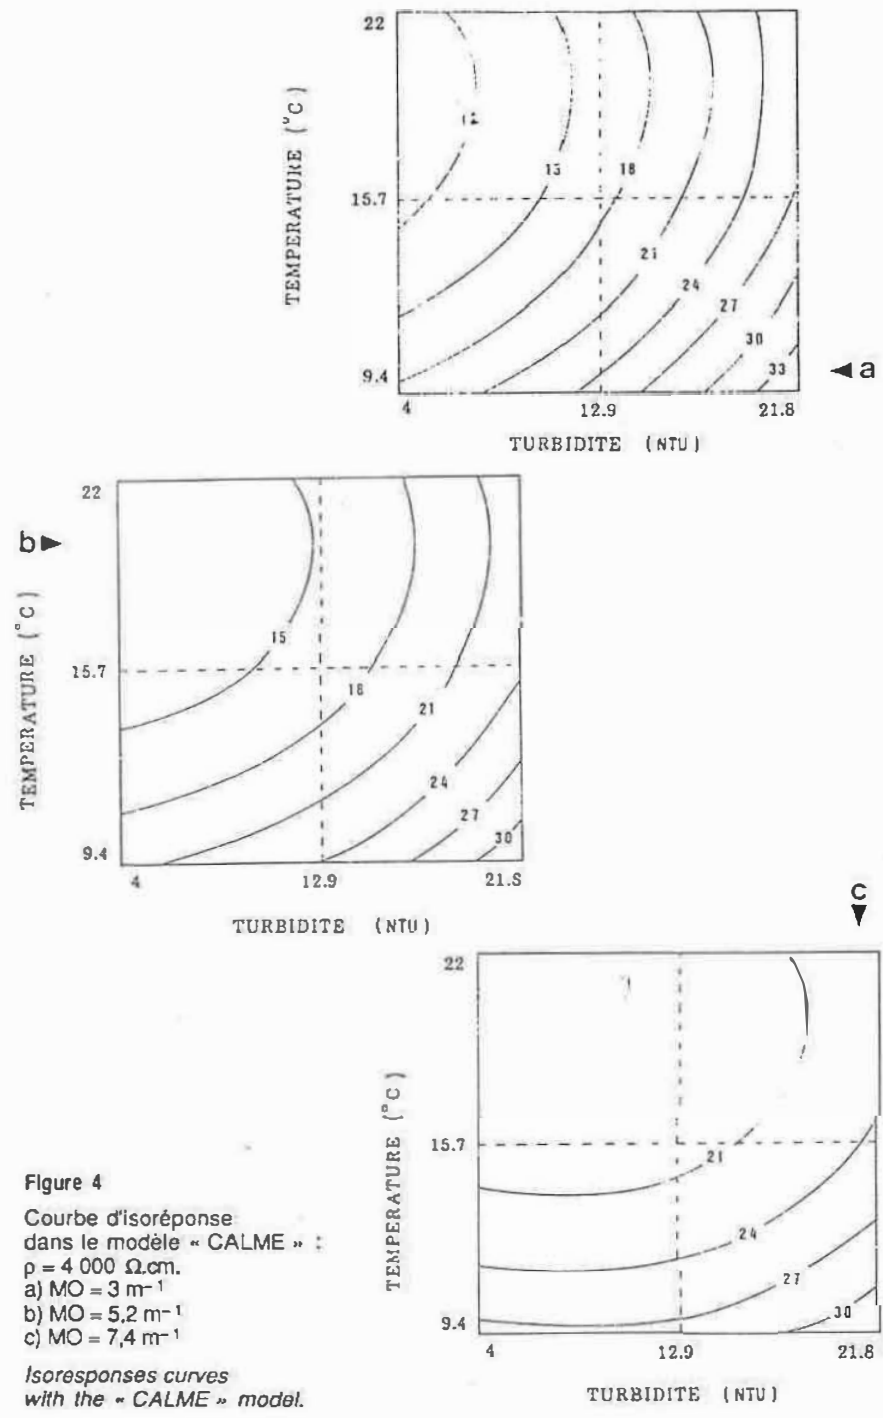 22
TEMPERATURE (°C)
15.7
9.4
12
15
18
21
24
27
30
33
◄ a
4
12.9
21.8
TURBIDITE (NTU)
b ►
22
TEMPERATURE (°C)
15.7
9.4
15
18
21
24
27
30
4
12.9
21.8
TURBIDITE (NTU)
c
▼
22
TEMPERATURE (°C)
15.7
9.4
21
24
27
30
4
12.9
21.8
TURBIDITE (NTU)
Figure 4
Courbe d'isoréponse
dans le modèle « CALME » :
ρ = 4 000 Ω.cm.
a) MO = 3 m⁻¹
b) MO = 5,2 m⁻¹
c) MO = 7,4 m⁻¹
Isoresponses curves
with the « CALME » model.